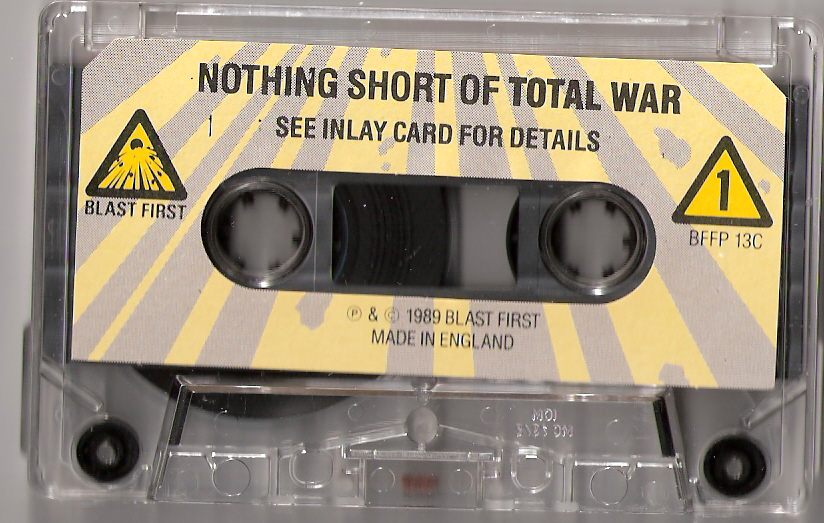 NOTHING SHORT OF TOTAL WAR
SEE INLAY CARD FOR DETAILS
BLAST FIRST
1
BFFP 13C
℗ & © 1989 BLAST FIRST
MADE IN ENGLAND